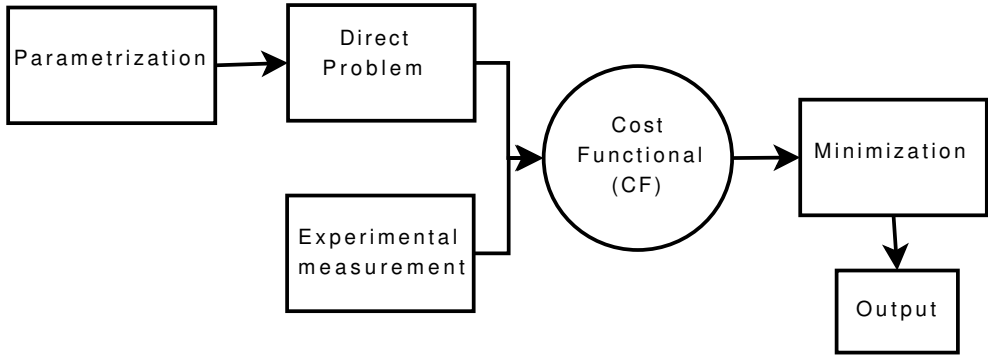 Parametrization
Direct
Problem
Experimental
measurement
Cost
Functional
(CF)
Minimization
Output